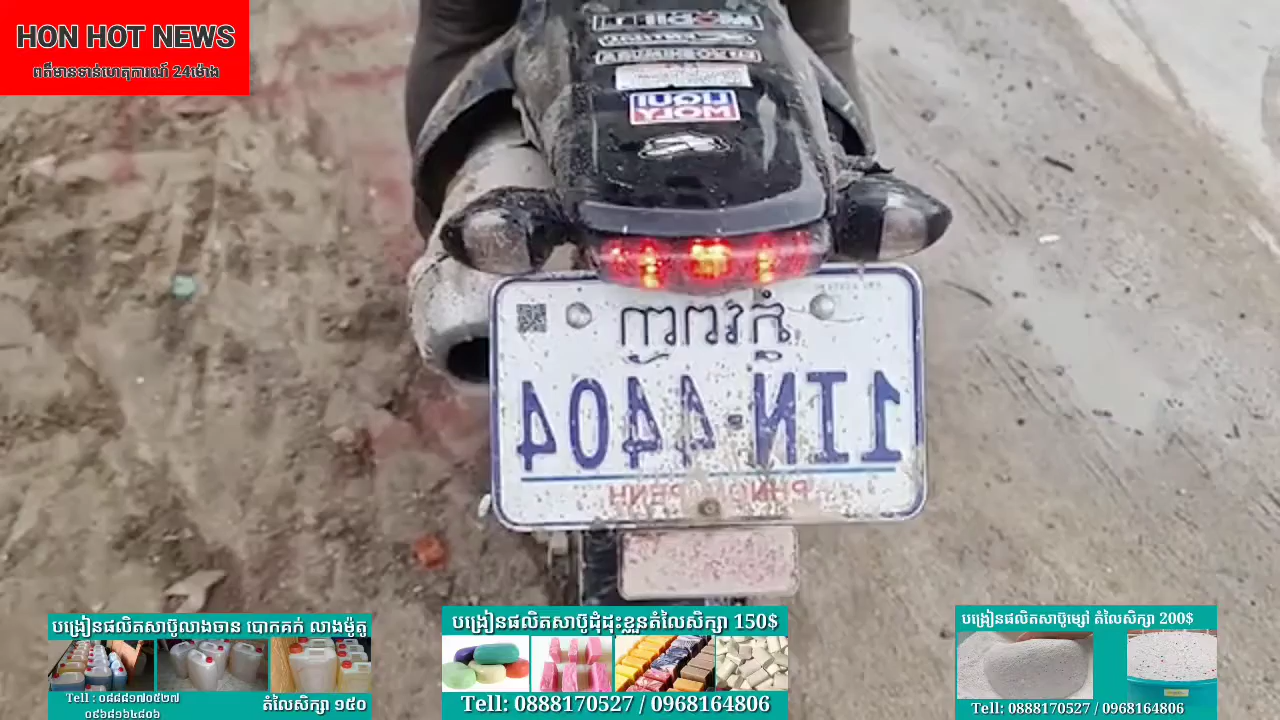 HON HOT NEWS
ពត៌មានទាន់ហេតុការណ៍ 24ម៉ោង
LIQUI
MOLY
ភ្នំពេញ
1IN·4404
PHNOM PENH
បង្រៀនផលិតសាប៊ូលាងចាន បោកគក់ លាងម៉ូតូ
Tell : ០៨៨៨១៧០៥២៧
០៩៦៨១៦៤៨០៦
តំលៃសិក្សា ១៥០
បង្រៀនផលិតសាប៊ូដុំដុះខ្លួនតំលៃសិក្សា 150$
Tell: 0888170527 / 0968164806
បង្រៀនផលិតសាប៊ូម្សៅ តំលៃសិក្សា 200$
Tell: 0888170527 / 0968164806